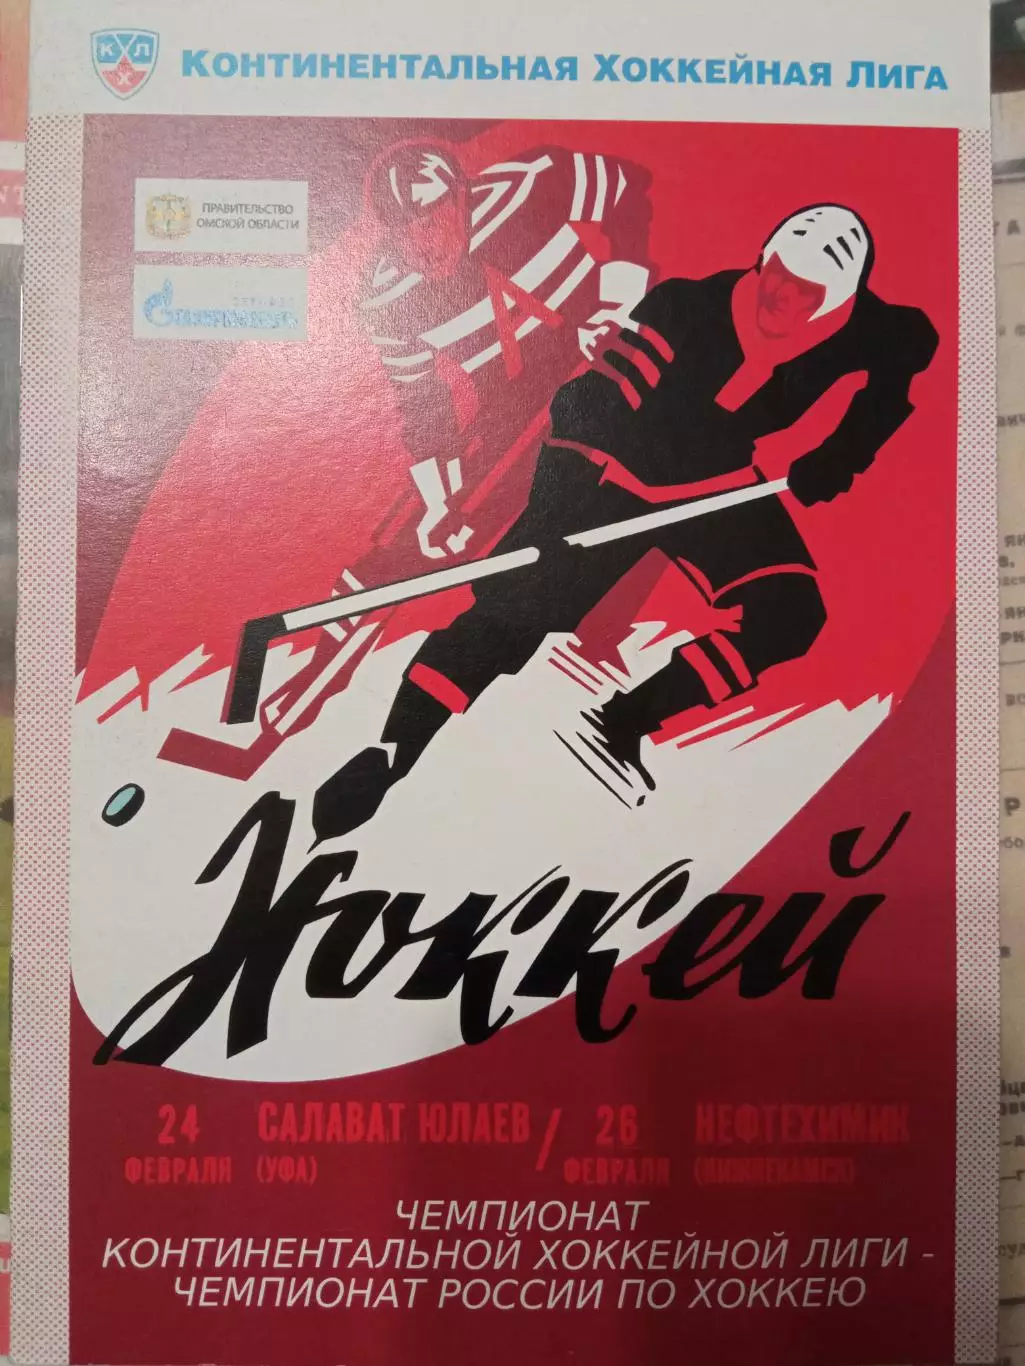 КХЛ
КОНТИНЕНТАЛЬНАЯ ХОККЕЙНАЯ ЛИГА
ПРАВИТЕЛЬСТВО
ОМСКОЙ ОБЛАСТИ
А
Хоккей
24 САЛАВАТ ЮЛАЕВ / 26 НЕФТЕХИМИК
ФЕВРАЛЯ (УФА) ФЕВРАЛЯ (НИЖНЕКАМСК)
ЧЕМПИОНАТ
КОНТИНЕНТАЛЬНОЙ ХОККЕЙНОЙ ЛИГИ -
ЧЕМПИОНАТ РОССИИ ПО ХОККЕЮ